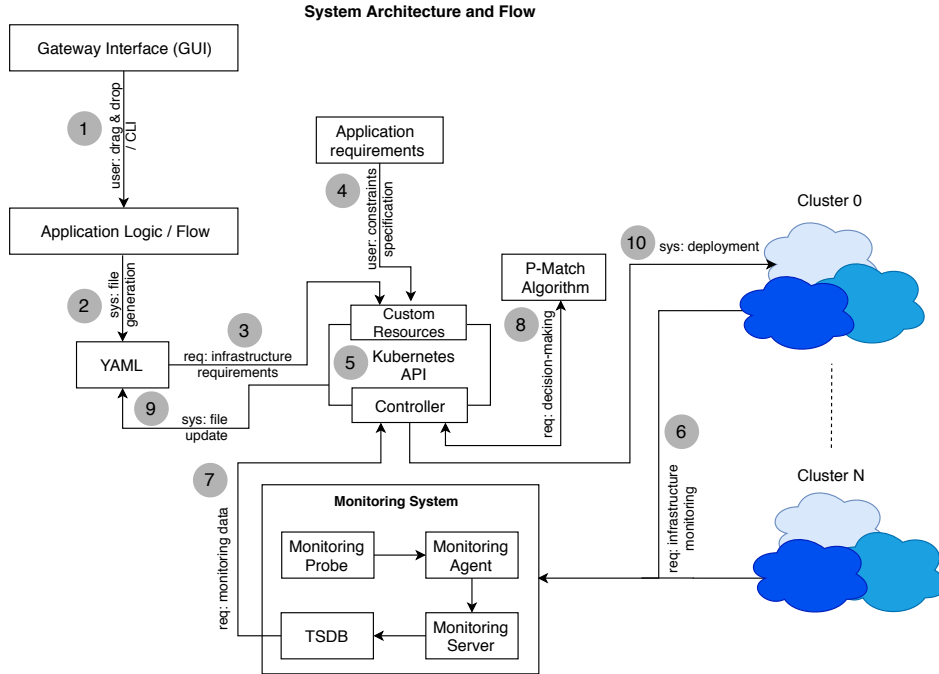 System Architecture and Flow
Gateway Interface (GUI)
1
user: drag & drop
/ CLI
Application
requirements
4
user: constraints
specification
Cluster 0
Application Logic / Flow
10
sys: deployment
P-Match
Algorithm
2
sys: file
generation
3
req: infrastructure
requirements
Custom
Resources
8
req: decision-making
YAML
5
Kubernetes
API
Controller
9
sys: file
update
6
req: infrastructure
monitoring
7
req: monitoring data
Cluster N
Monitoring System
Monitoring
Probe
Monitoring
Agent
TSDB
Monitoring
Server